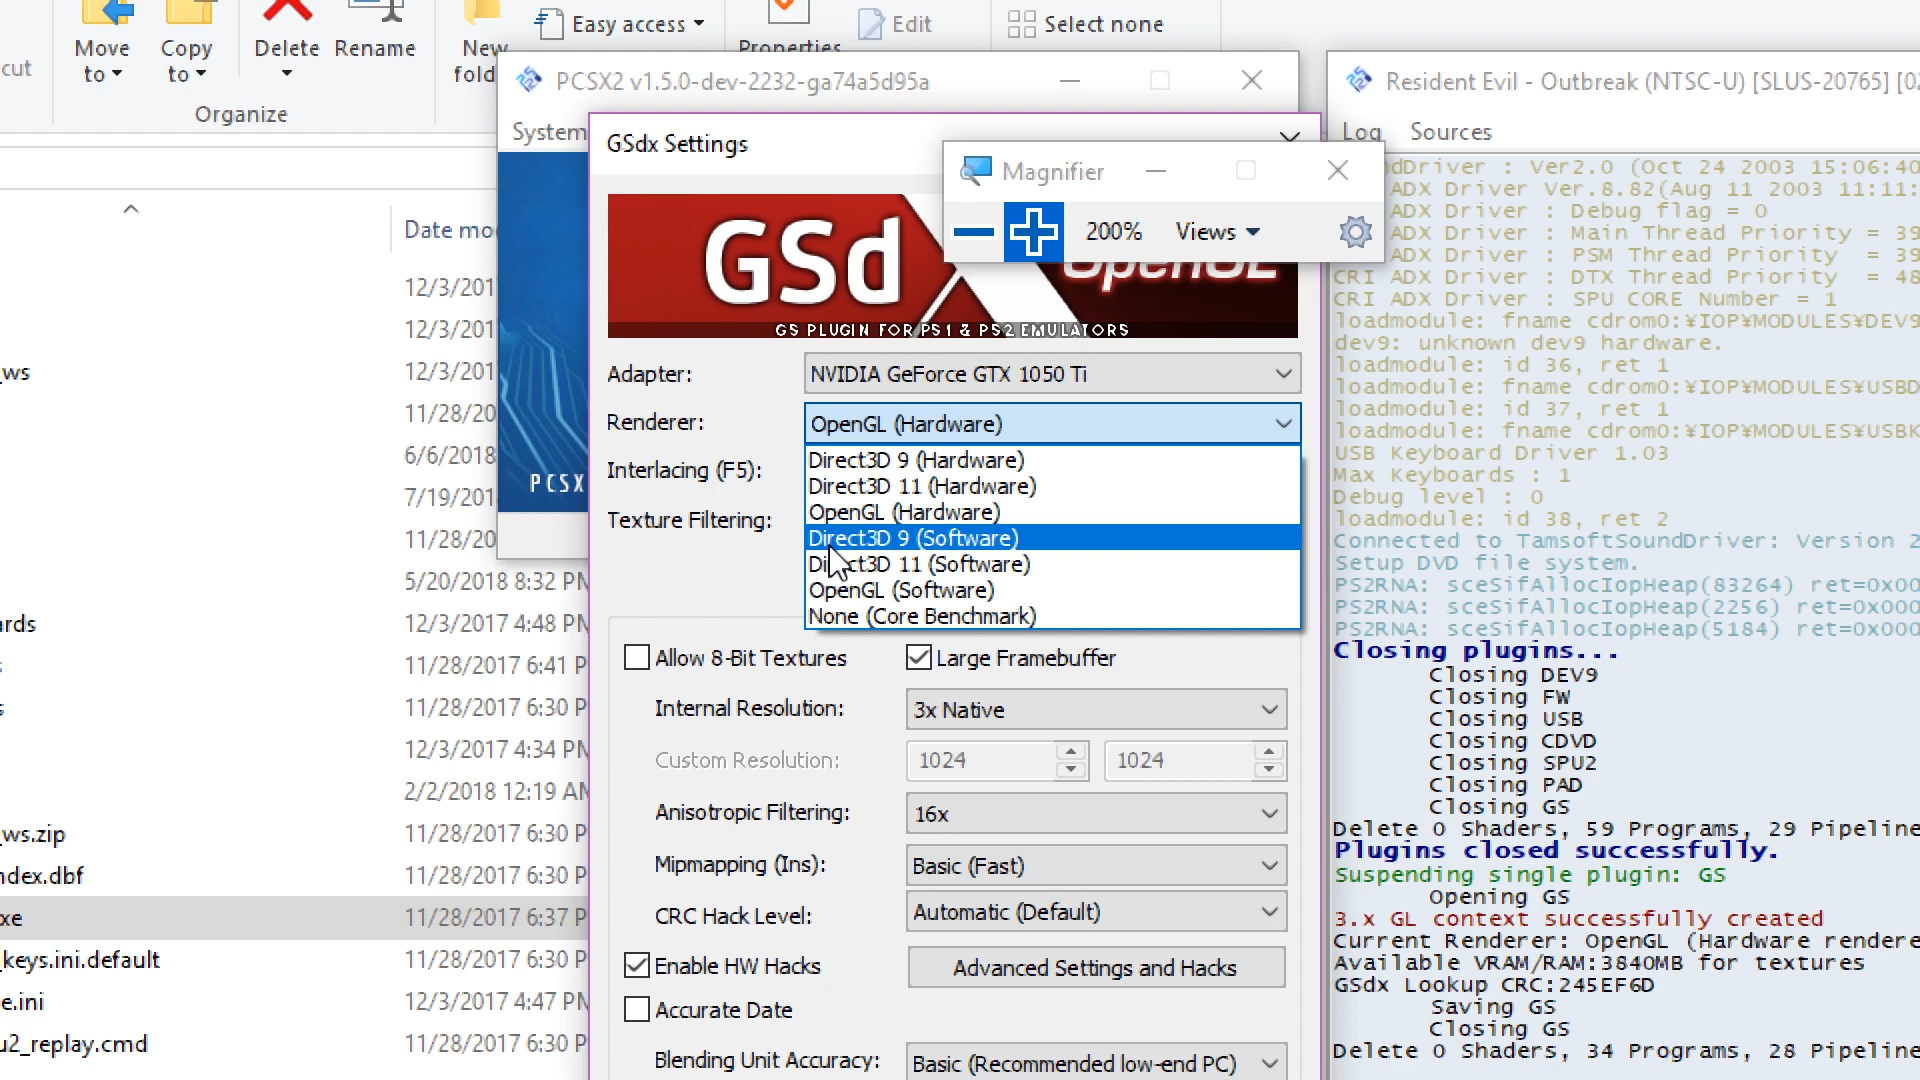 cut
Move
to
Copy
to
Delete
Rename
New
fold
Easy access
Properties
Edit
Select none
Organize
Date mo
12/3/201
12/3/201
_ws
12/3/201
11/28/20
6/6/2018
7/19/201
11/28/20
5/20/2018 8:32 PM
rds
12/3/2017 4:48 PM
11/28/2017 6:41 P
11/28/2017 6:30 P
12/3/2017 4:34 PM
2/2/2018 12:19 AM
_ws.zip
11/28/2017 6:30 P
ndex.dbf
11/28/2017 6:30 P
xe
11/28/2017 6:37 P
_keys.ini.default
11/28/2017 6:30 P
e.ini
12/3/2017 4:47 PM
u2_replay.cmd
11/28/2017 6:30 P
PCSX2 v1.5.0-dev-2232-ga74a5d95a
System
PCSX
GSdx Settings
GSdX
OpenGL
GS PLUGIN FOR PS1 & PS2 EMULATORS
Adapter:
NVIDIA GeForce GTX 1050 Ti
Renderer:
OpenGL (Hardware)
Interlacing (F5):
Texture Filtering:
Direct3D 9 (Hardware)
Direct3D 11 (Hardware)
OpenGL (Hardware)
Direct3D 9 (Software)
Direct3D 11 (Software)
OpenGL (Software)
None (Core Benchmark)
Allow 8-Bit Textures
Large Framebuffer
Internal Resolution:
3x Native
Custom Resolution:
1024
1024
Anisotropic Filtering:
16x
Mipmapping (Ins):
Basic (Fast)
CRC Hack Level:
Automatic (Default)
Enable HW Hacks
Advanced Settings and Hacks
Accurate Date
Blending Unit Accuracy:
Basic (Recommended low-end PC)
Magnifier
200%
Views
Resident Evil - Outbreak (NTSC-U) [SLUS-20765] [02
Log
Sources
dDriver : Ver2.0 (Oct 24 2003 15:06:40
ADX Driver Ver.8.82(Aug 11 2003 11:11:
ADX Driver : Debug flag = 0
ADX Driver : Main Thread Priority = 39
ADX Driver : PSM Thread Priority = 39
CRI ADX Driver : DTX Thread Priority = 48
CRI ADX Driver : SPU CORE Number = 1
loadmodule: fname cdrom0:¥IOP¥MODULES¥DEV9
dev9: unknown dev9 hardware.
loadmodule: id 36, ret 1
loadmodule: fname cdrom0:¥IOP¥MODULES¥USBD
loadmodule: id 37, ret 1
loadmodule: fname cdrom0:¥IOP¥MODULES¥USBK
USB Keyboard Driver 1.03
Max Keyboards : 1
Debug level : 0
loadmodule: id 38, ret 2
Connected to TamsoftSoundDriver: Version 2
Setup DVD file system.
PS2RNA: sceSifAllocIopHeap(83264) ret=0x00
PS2RNA: sceSifAllocIopHeap(2256) ret=0x000
PS2RNA: sceSifAllocIopHeap(5184) ret=0x000
Closing plugins...
Closing DEV9
Closing FW
Closing USB
Closing CDVD
Closing SPU2
Closing PAD
Closing GS
Delete 0 Shaders, 59 Programs, 29 Pipeline
Plugins closed successfully.
Suspending single plugin: GS
Opening GS
3.x GL context successfully created
Current Renderer: OpenGL (Hardware rendere
Available VRAM/RAM:3840MB for textures
GSdx Lookup CRC:245EF6D
Saving GS
Closing GS
Delete 0 Shaders, 34 Programs, 28 Pipeline